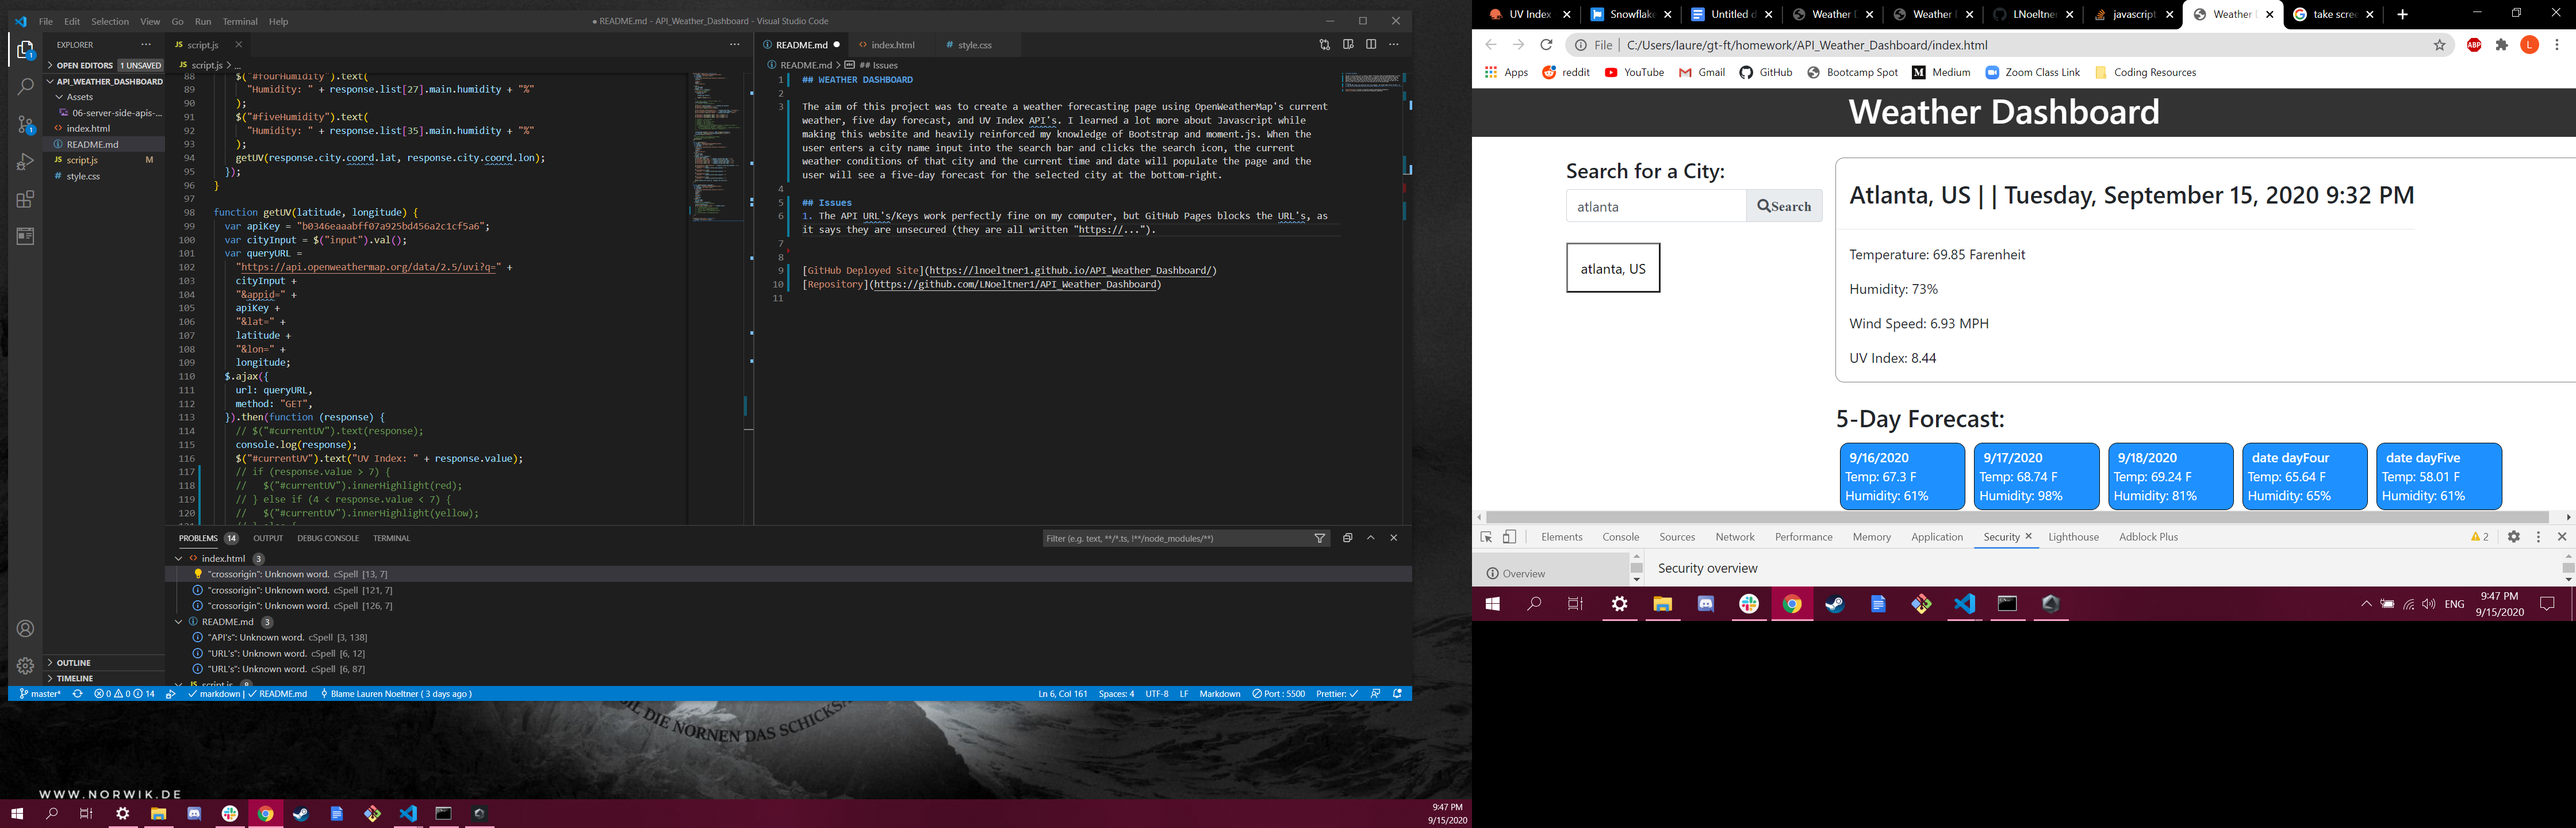 File Edit Selection View Go Run Terminal Help
● README.md - API_Weather_Dashboard - Visual Studio Code
EXPLORER
OPEN EDITORS 1 UNSAVED
API_WEATHER_DASHBOARD
Assets
06-server-side-apis-...
index.html
README.md
script.js M
style.css
OUTLINE
TIMELINE
script.js
script.js > ...
88 $("#fourHumidity").text(
89 "Humidity: " + response.list[27].main.humidity + "%"
90 );
91 $("#fiveHumidity").text(
92 "Humidity: " + response.list[35].main.humidity + "%"
93 );
94 getUV(response.city.coord.lat, response.city.coord.lon);
95 });
96 }
97
98 function getUV(latitude, longitude) {
99 var apiKey = "b0346eaaabff07a925bd456a2c1cf5a6";
100 var cityInput = $("input").val();
101 var queryURL =
102 "https://api.openweathermap.org/data/2.5/uvi?q=" +
103 cityInput +
104 "&appid=" +
105 apiKey +
106 "&lat=" +
107 latitude +
108 "&lon=" +
109 longitude;
110 $.ajax({
111 url: queryURL,
112 method: "GET",
113 }).then(function (response) {
114 // $("#currentUV").text(response);
115 console.log(response);
116 $("#currentUV").text("UV Index: " + response.value);
117 // if (response.value > 7) {
118 // $("#currentUV").innerHighlight(red);
119 // } else if (4 < response.value < 7) {
120 // $("#currentUV").innerHighlight(yellow);
README.md ● index.html style.css
README.md > ## Issues
1 ## WEATHER DASHBOARD
2
3 The aim of this project was to create a weather forecasting page using OpenWeatherMap's current
weather, five day forecast, and UV Index API's. I learned a lot more about Javascript while
making this website and heavily reinforced my knowledge of Bootstrap and moment.js. When the
user enters a city name input into the search bar and clicks the search icon, the current
weather conditions of that city and the current time and date will populate the page and the
user will see a five-day forecast for the selected city at the bottom-right.
4
5 ## Issues
6 1. The API URL's/Keys work perfectly fine on my computer, but GitHub Pages blocks the URL's, as
it says they are unsecured (they are all written "https://...").
7
8
9 [GitHub Deployed Site](https://lnoeltner1.github.io/API_Weather_Dashboard/)
10 [Repository](https://github.com/LNoeltner1/API_Weather_Dashboard)
11
PROBLEMS 14 OUTPUT DEBUG CONSOLE TERMINAL
Filter (e.g. text, **/*.ts, !**/node_modules/**)
index.html 3
"crossorigin": Unknown word. cSpell [13, 7]
"crossorigin": Unknown word. cSpell [121, 7]
"crossorigin": Unknown word. cSpell [126, 7]
README.md 3
"API's": Unknown word. cSpell [3, 138]
"URL's": Unknown word. cSpell [6, 12]
"URL's": Unknown word. cSpell [6, 87]
script.js 8
master* 0 0 14 markdown | README.md Blame Lauren Noeltner ( 3 days ago )
Ln 6, Col 161 Spaces: 4 UTF-8 LF Markdown Port : 5500 Prettier:
DIE NORNEN DAS SCHICKS
WWW.NORWIK.DE
9:47 PM
9/15/2020
UV Index Snowflake Untitled d Weather D Weather LNoeltner javascript Weather take scree
File | C:/Users/laure/gt-ft/homework/API_Weather_Dashboard/index.html
ABP L
Apps reddit YouTube Gmail GitHub Bootcamp Spot Medium Zoom Class Link Coding Resources
Weather Dashboard
Search for a City:
atlanta Search
atlanta, US
Atlanta, US | | Tuesday, September 15, 2020 9:32 PM
Temperature: 69.85 Farenheit
Humidity: 73%
Wind Speed: 6.93 MPH
UV Index: 8.44
5-Day Forecast:
9/16/2020
Temp: 67.3 F
Humidity: 61%
9/17/2020
Temp: 68.74 F
Humidity: 98%
9/18/2020
Temp: 69.24 F
Humidity: 81%
date dayFour
Temp: 65.64 F
Humidity: 65%
date dayFive
Temp: 58.01 F
Humidity: 61%
Elements Console Sources Network Performance Memory Application Security Lighthouse Adblock Plus 2
Overview
Security overview
ENG
9:47 PM
9/15/2020